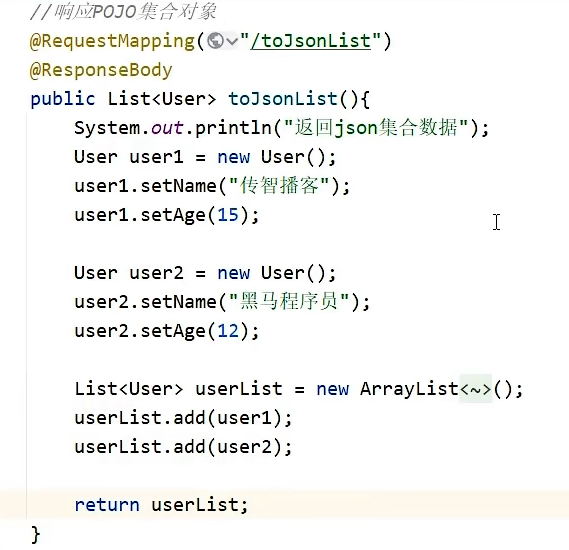 //响应POJO集合对象
@RequestMapping("/toJsonList")
@ResponseBody
public List<User> toJsonList(){
System.out.println("返回json集合数据");
User user1 = new User();
user1.setName("传智播客");
user1.setAge(15);
User user2 = new User();
user2.setName("黑马程序员");
user2.setAge(12);
List<User> userList = new ArrayList<~>();
userList.add(user1);
userList.add(user2);
return userList;
}